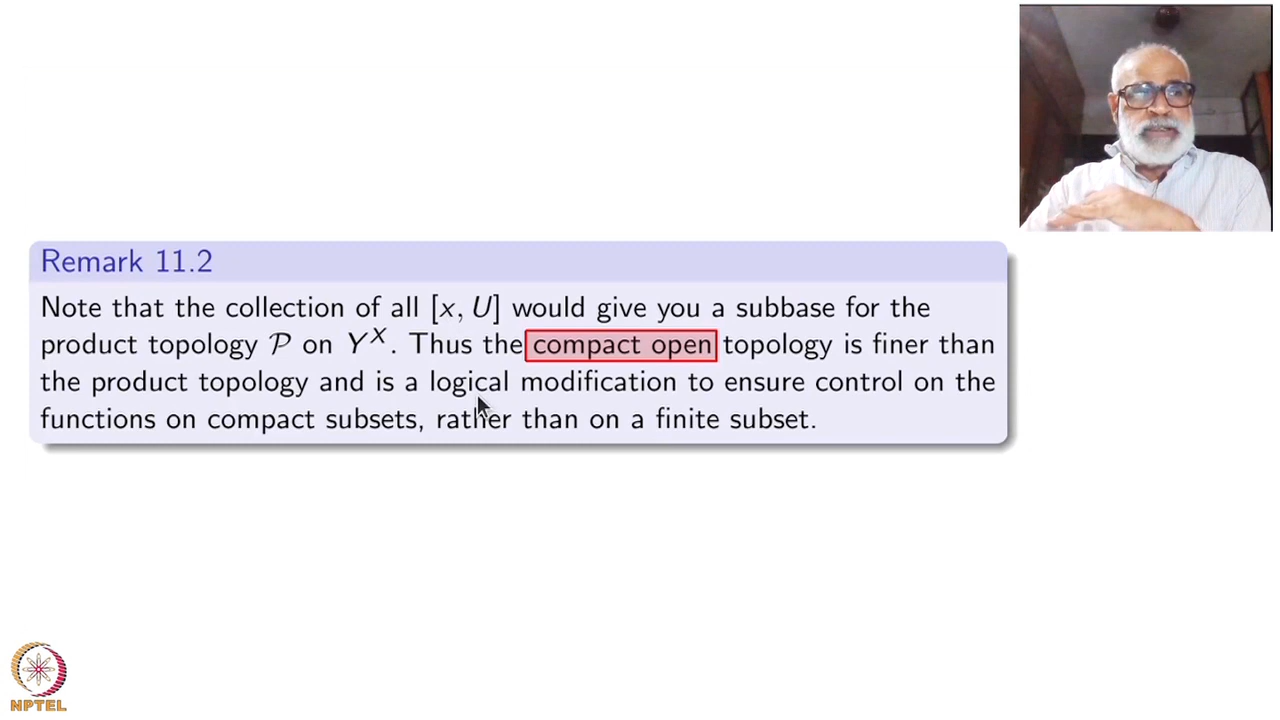 Remark 11.2
Note that the collection of all [x, U] would give you a subbase for the
product topology 𝒫 on Y^X. Thus the compact open topology is finer than
the product topology and is a logical modification to ensure control on the
functions on compact subsets, rather than on a finite subset.
NPTEL